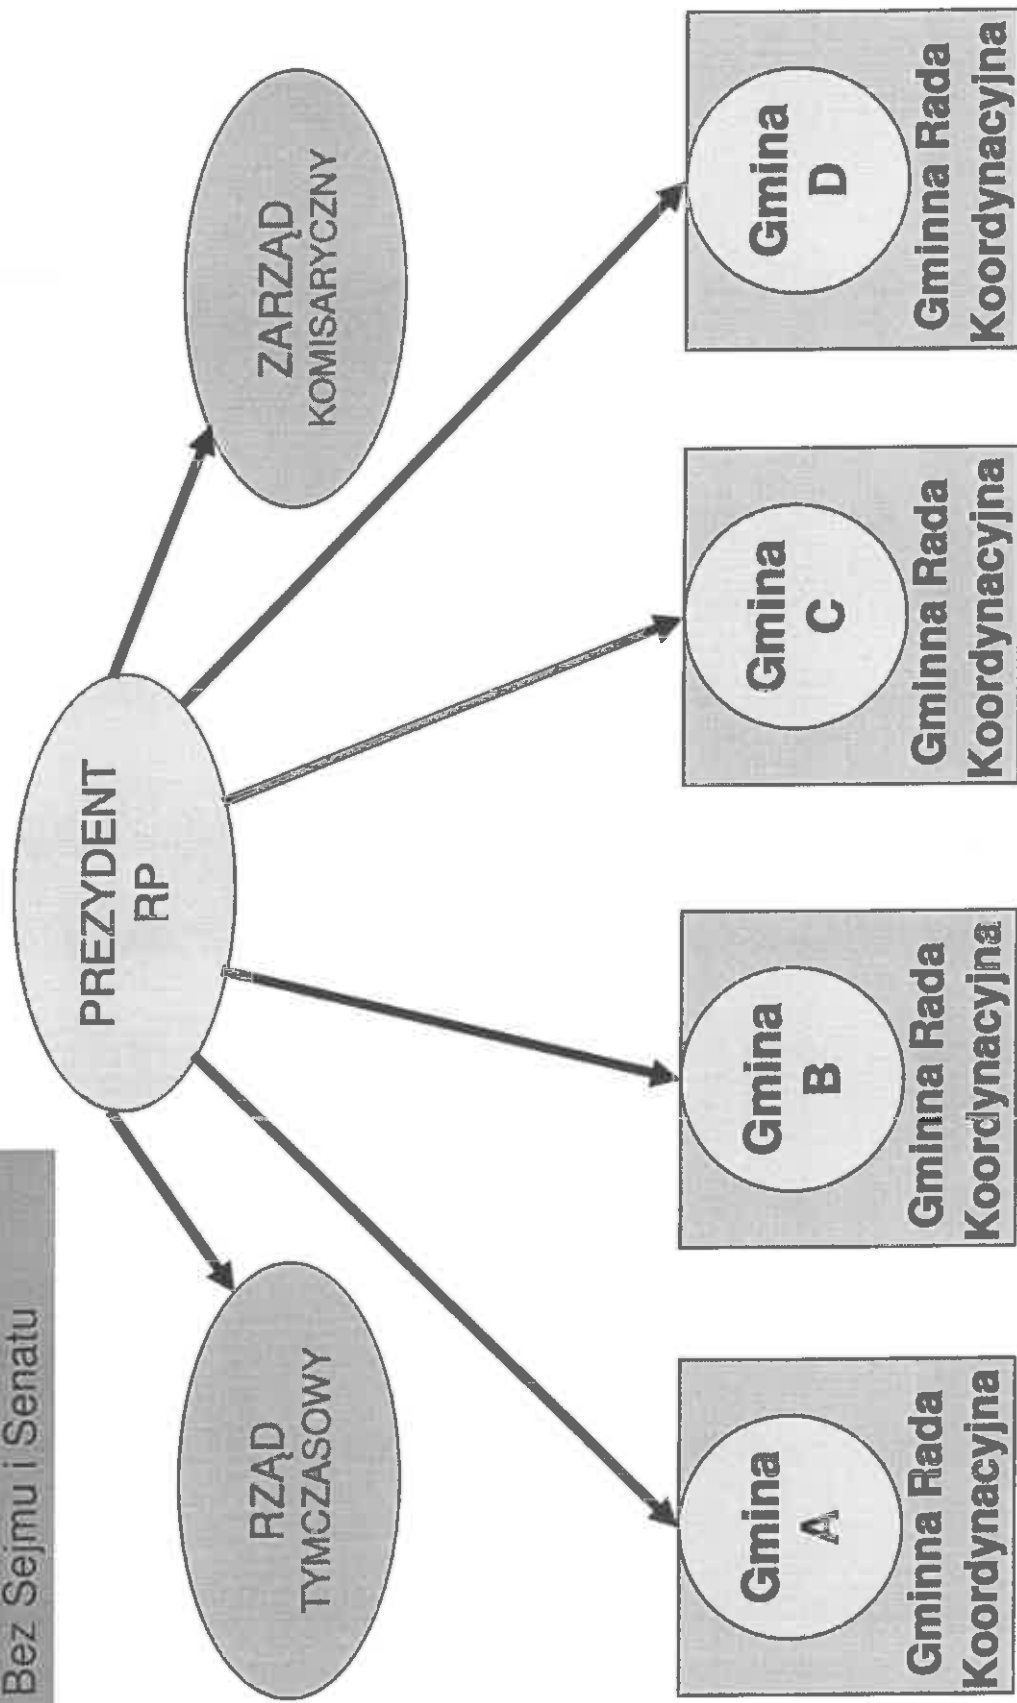 Bez Sejmu i Senatu
PREZYDENT
RP
RZĄD
TYMCZASOWY
ZARZĄD
KOMISARYCZNY
Gmina
A
Gminna Rada
Koordynacyjna
Gmina
B
Gminna Rada
Koordynacyjna
Gmina
C
Gminna Rada
Koordynacyjna
Gmina
D
Gminna Rada
Koordynacyjna